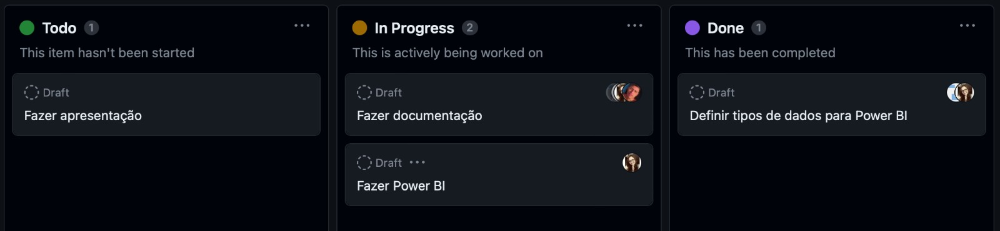 Todo 1
This item hasn't been started
Draft
Fazer apresentação
In Progress 2
This is actively being worked on
Draft
Fazer documentação
Draft
Fazer Power BI
Done 1
This has been completed
Draft
Definir tipos de dados para Power BI